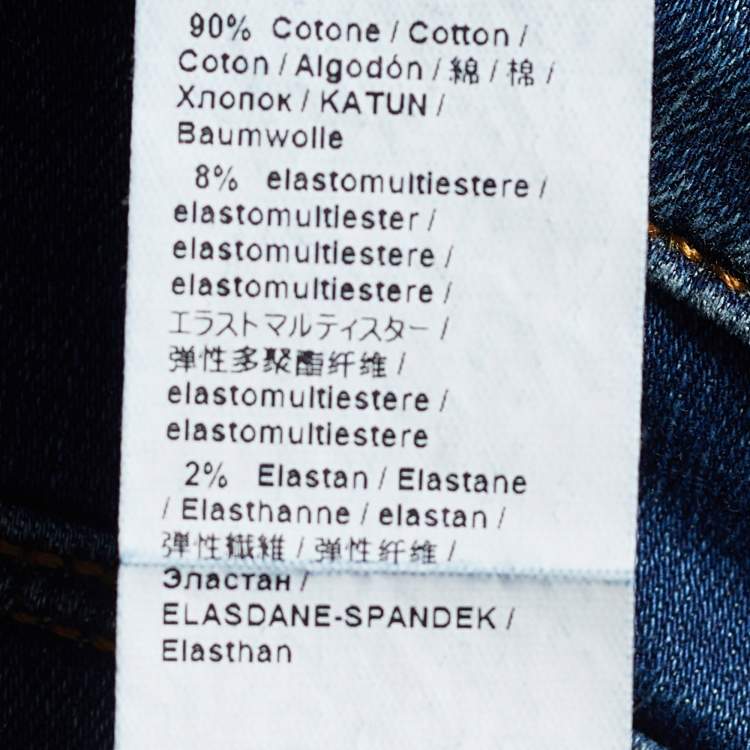 90% Cotone / Cotton /
Coton / Algodón / 綿 / 棉 /
Хлопок / KATUN /
Baumwolle
8% elastomultiestere /
elastomultiester /
elastomultiestere /
elastomultiestere /
エラストマルティスター /
弹性多聚酯纤维 /
elastomultiestere /
elastomultiestere
2% Elastan / Elastane
/ Elasthanne / elastan /
弾性繊維 / 弹性纤维 /
Эластан /
ELASDANE-SPANDEK /
Elasthan